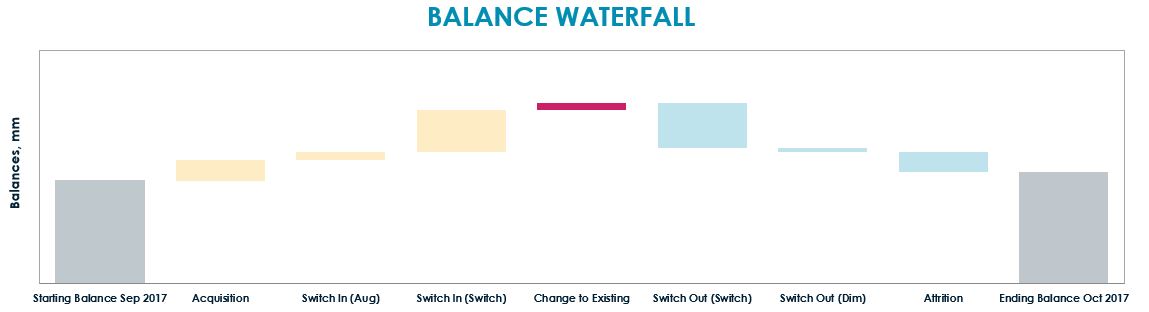 BALANCE WATERFALL
Balances, mm
Starting Balance Sep 2017
Acquisition
Switch In (Aug)
Switch In (Switch)
Change to Existing
Switch Out (Switch)
Switch Out (Dim)
Attrition
Ending Balance Oct 2017